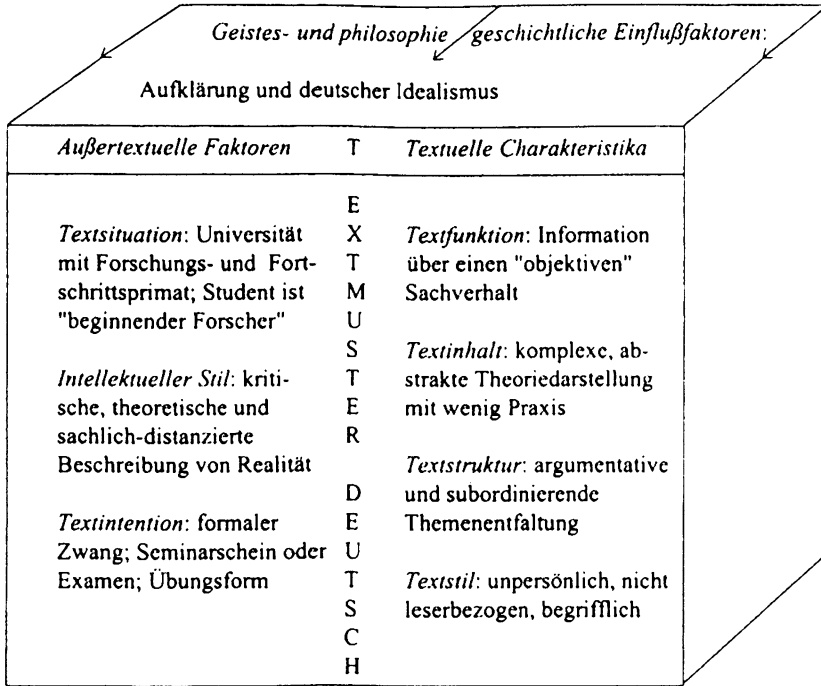 Geistes- und philosophie geschichtliche Einflußfaktoren:
Aufklärung und deutscher Idealismus
Außertextuelle Faktoren
Textsituation: Universität
mit Forschungs- und Fort-
schrittsprimat; Student ist
"beginnender Forscher"
Intellektueller Stil: kriti-
sche, theoretische und
sachlich-distanzierte
Beschreibung von Realität
Textintention: formaler
Zwang; Seminarschein oder
Examen; Übungsform
T
E
X
T
M
U
S
T
E
R
D
E
U
T
S
C
H
Textuelle Charakteristika
Textfunktion: Information
über einen "objektiven"
Sachverhalt
Textinhalt: komplexe, ab-
strakte Theoriedarstellung
mit wenig Praxis
Textstruktur: argumentative
und subordinierende
Themenentfaltung
Textstil: unpersönlich, nicht
leserbezogen, begrifflich